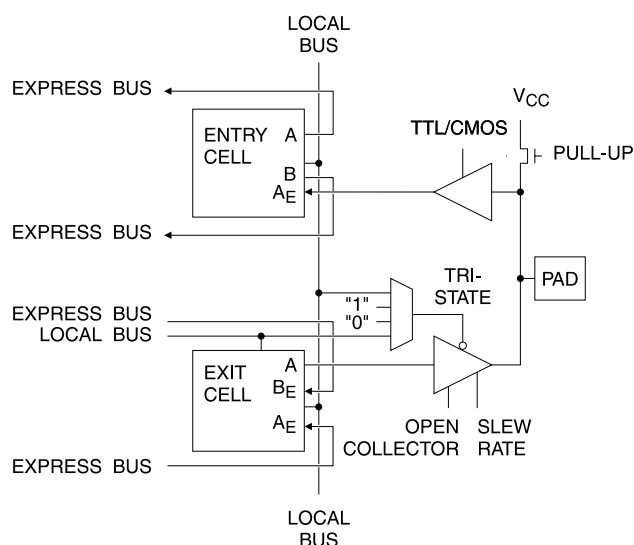 LOCAL
BUS
EXPRESS BUS
VCC
TTL/CMOS
PULL-UP
ENTRY
CELL
A
B
AE
EXPRESS BUS
PAD
TRI-
STATE
"1"
"0"
EXPRESS BUS
LOCAL BUS
EXIT
CELL
A
BE
AE
OPEN
COLLECTOR
SLEW
RATE
EXPRESS BUS
LOCAL
BUS